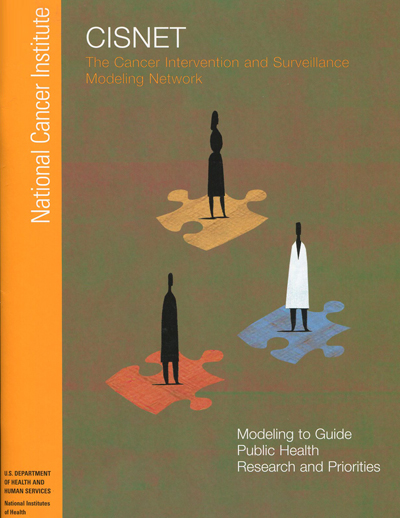 National Cancer Institute
CISNET
The Cancer Intervention and Surveillance
Modeling Network
Modeling to Guide
Public Health
Research and Priorities
U.S. DEPARTMENT
OF HEALTH AND
HUMAN SERVICES
National Institutes
of Health